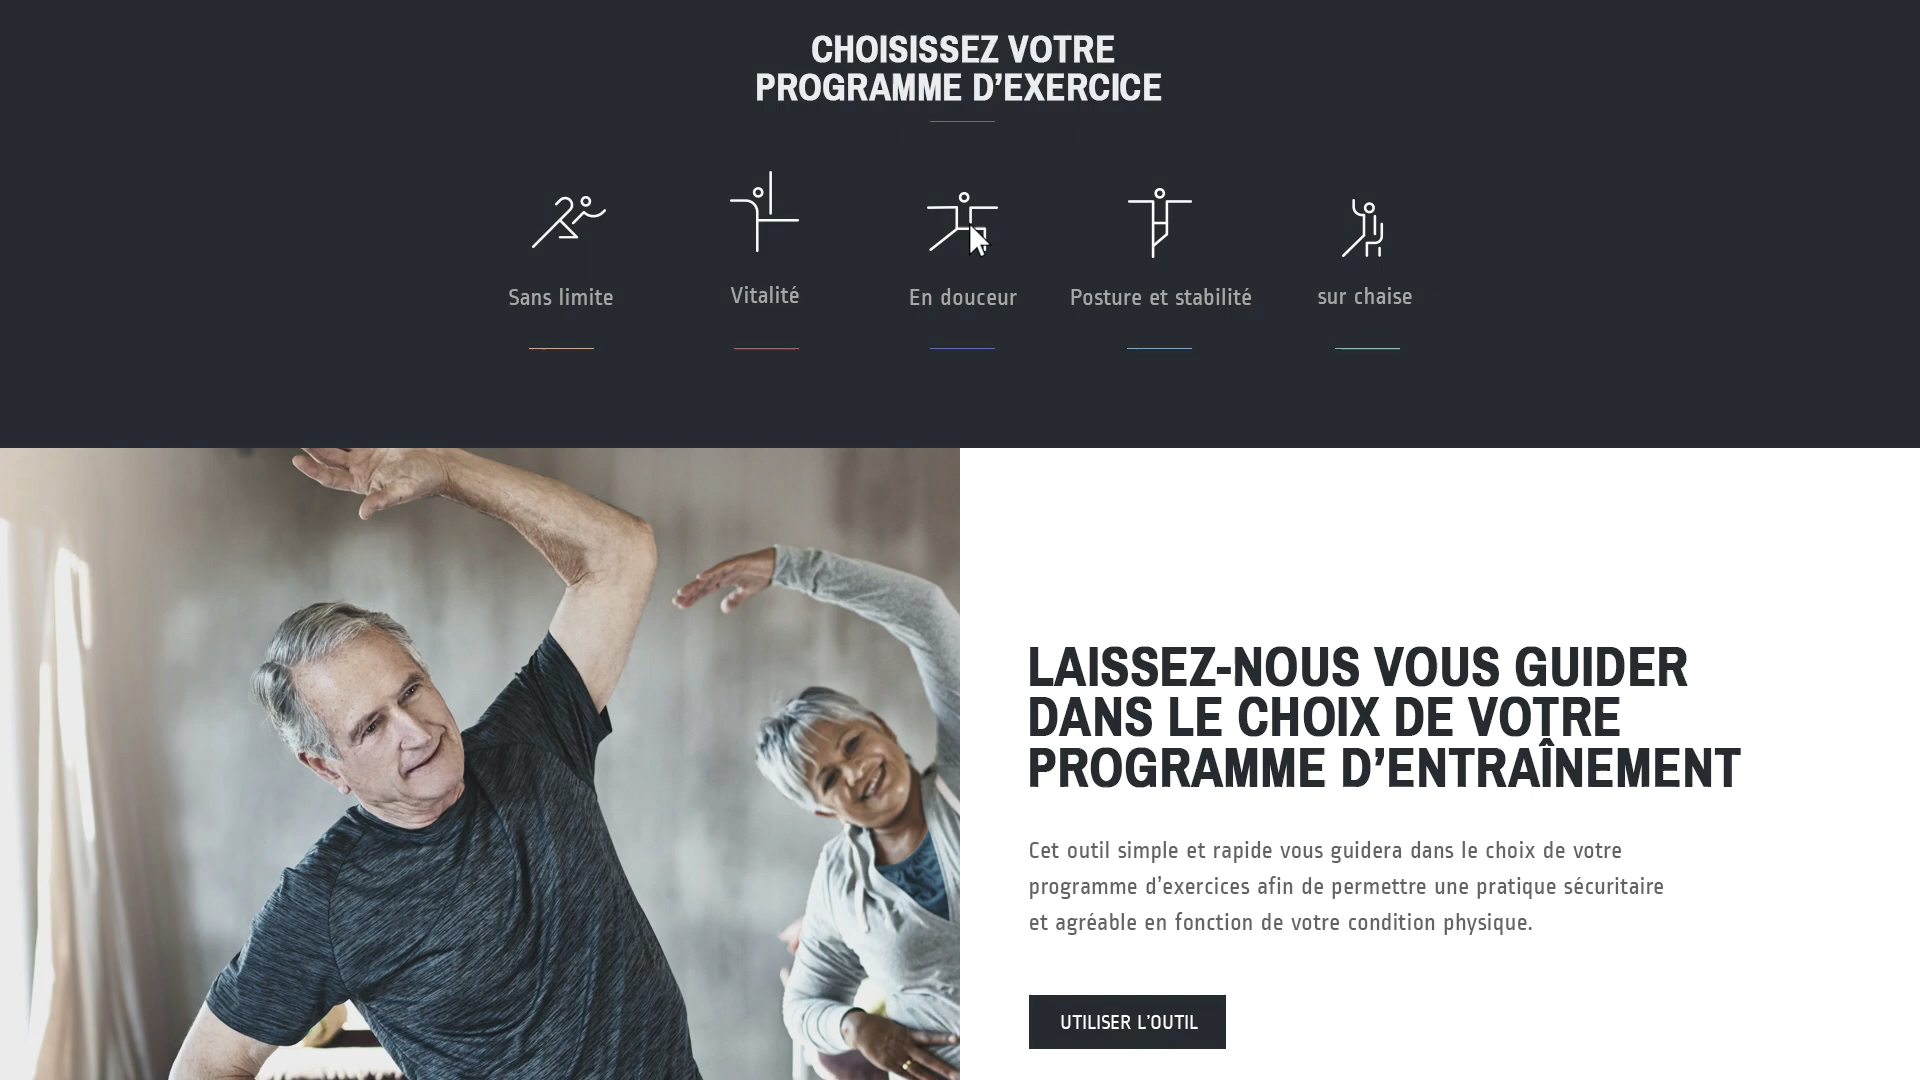 CHOISISSEZ VOTRE
PROGRAMME D’EXERCICE
Sans limite
Vitalité
En douceur
Posture et stabilité
sur chaise
LAISSEZ-NOUS VOUS GUIDER
DANS LE CHOIX DE VOTRE
PROGRAMME D’ENTRAÎNEMENT
Cet outil simple et rapide vous guidera dans le choix de votre
programme d’exercices afin de permettre une pratique sécuritaire
et agréable en fonction de votre condition physique.
UTILISER L’OUTIL